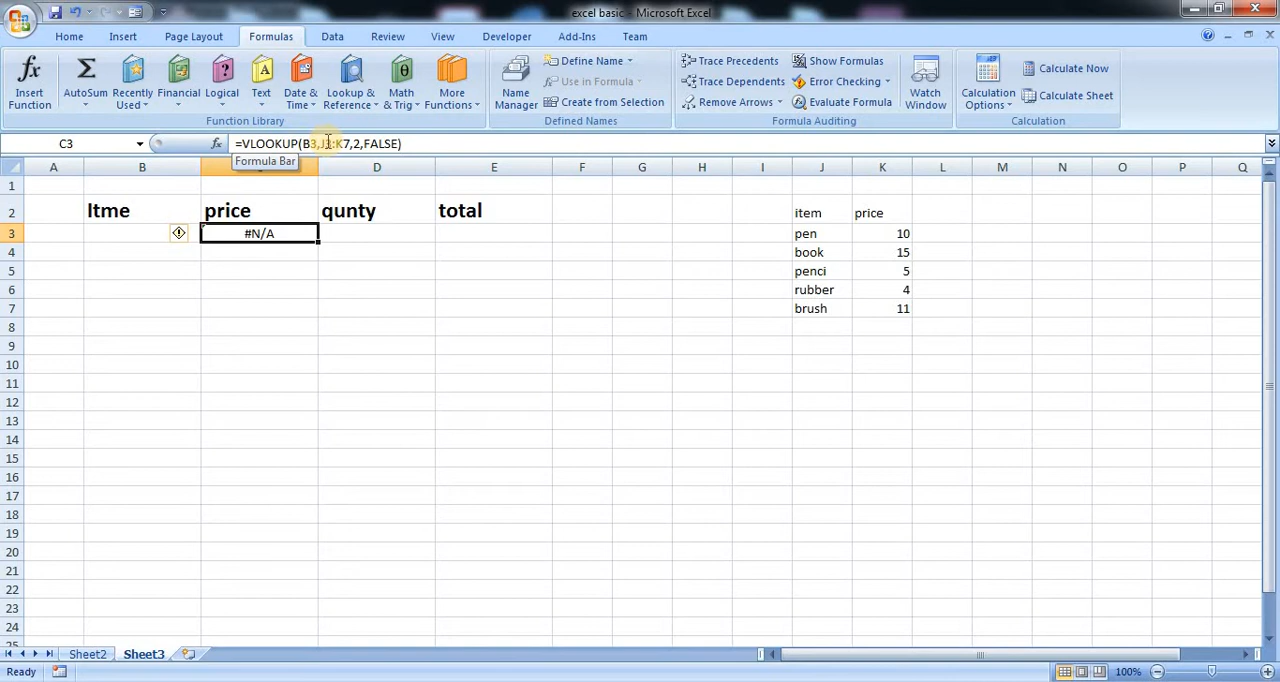 excel basic - Microsoft Excel
Home Insert Page Layout Formulas Data Review View Developer Add-Ins Team
fx Σ ? A θ
Insert Function AutoSum Recently Used Financial Logical Text Date & Time Lookup & Reference Math & Trig More Functions
Function Library
Name Manager
Define Name
Use in Formula
Create from Selection
Defined Names
Trace Precedents Show Formulas
Trace Dependents Error Checking
Remove Arrows Evaluate Formula
Formula Auditing
Watch Window
Calculation Options
Calculate Now
Calculate Sheet
Calculation
C3 fx =VLOOKUP(B3,J3:K7,2,FALSE)
Formula Bar
A B D E F G H I J K L M N O P Q
1
2 Itme price qunty total item price
3 #N/A pen 10
4 book 15
5 penci 5
6 rubber 4
7 brush 11
8
9
10
11
12
13
14
15
16
17
18
19
20
21
22
23
24
25
Sheet2 Sheet3
Ready 100%